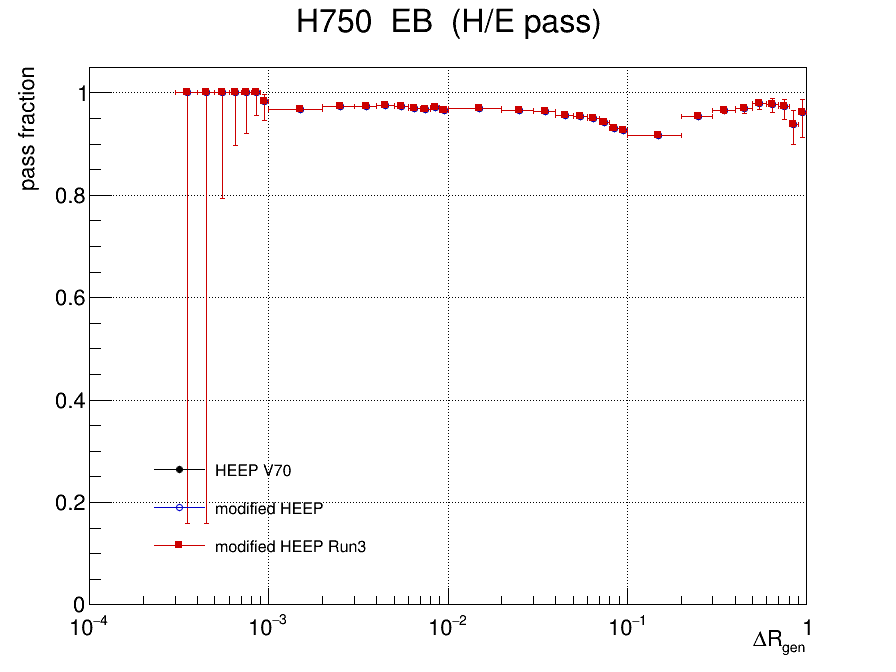 H750 EB (H/E pass)
pass fraction
1
0.8
0.6
0.4
0.2
0
HEEP V70
modified HEEP
modified HEEP Run3
10⁻⁴ 10⁻³ 10⁻² 10⁻¹ 1
ΔR_gen